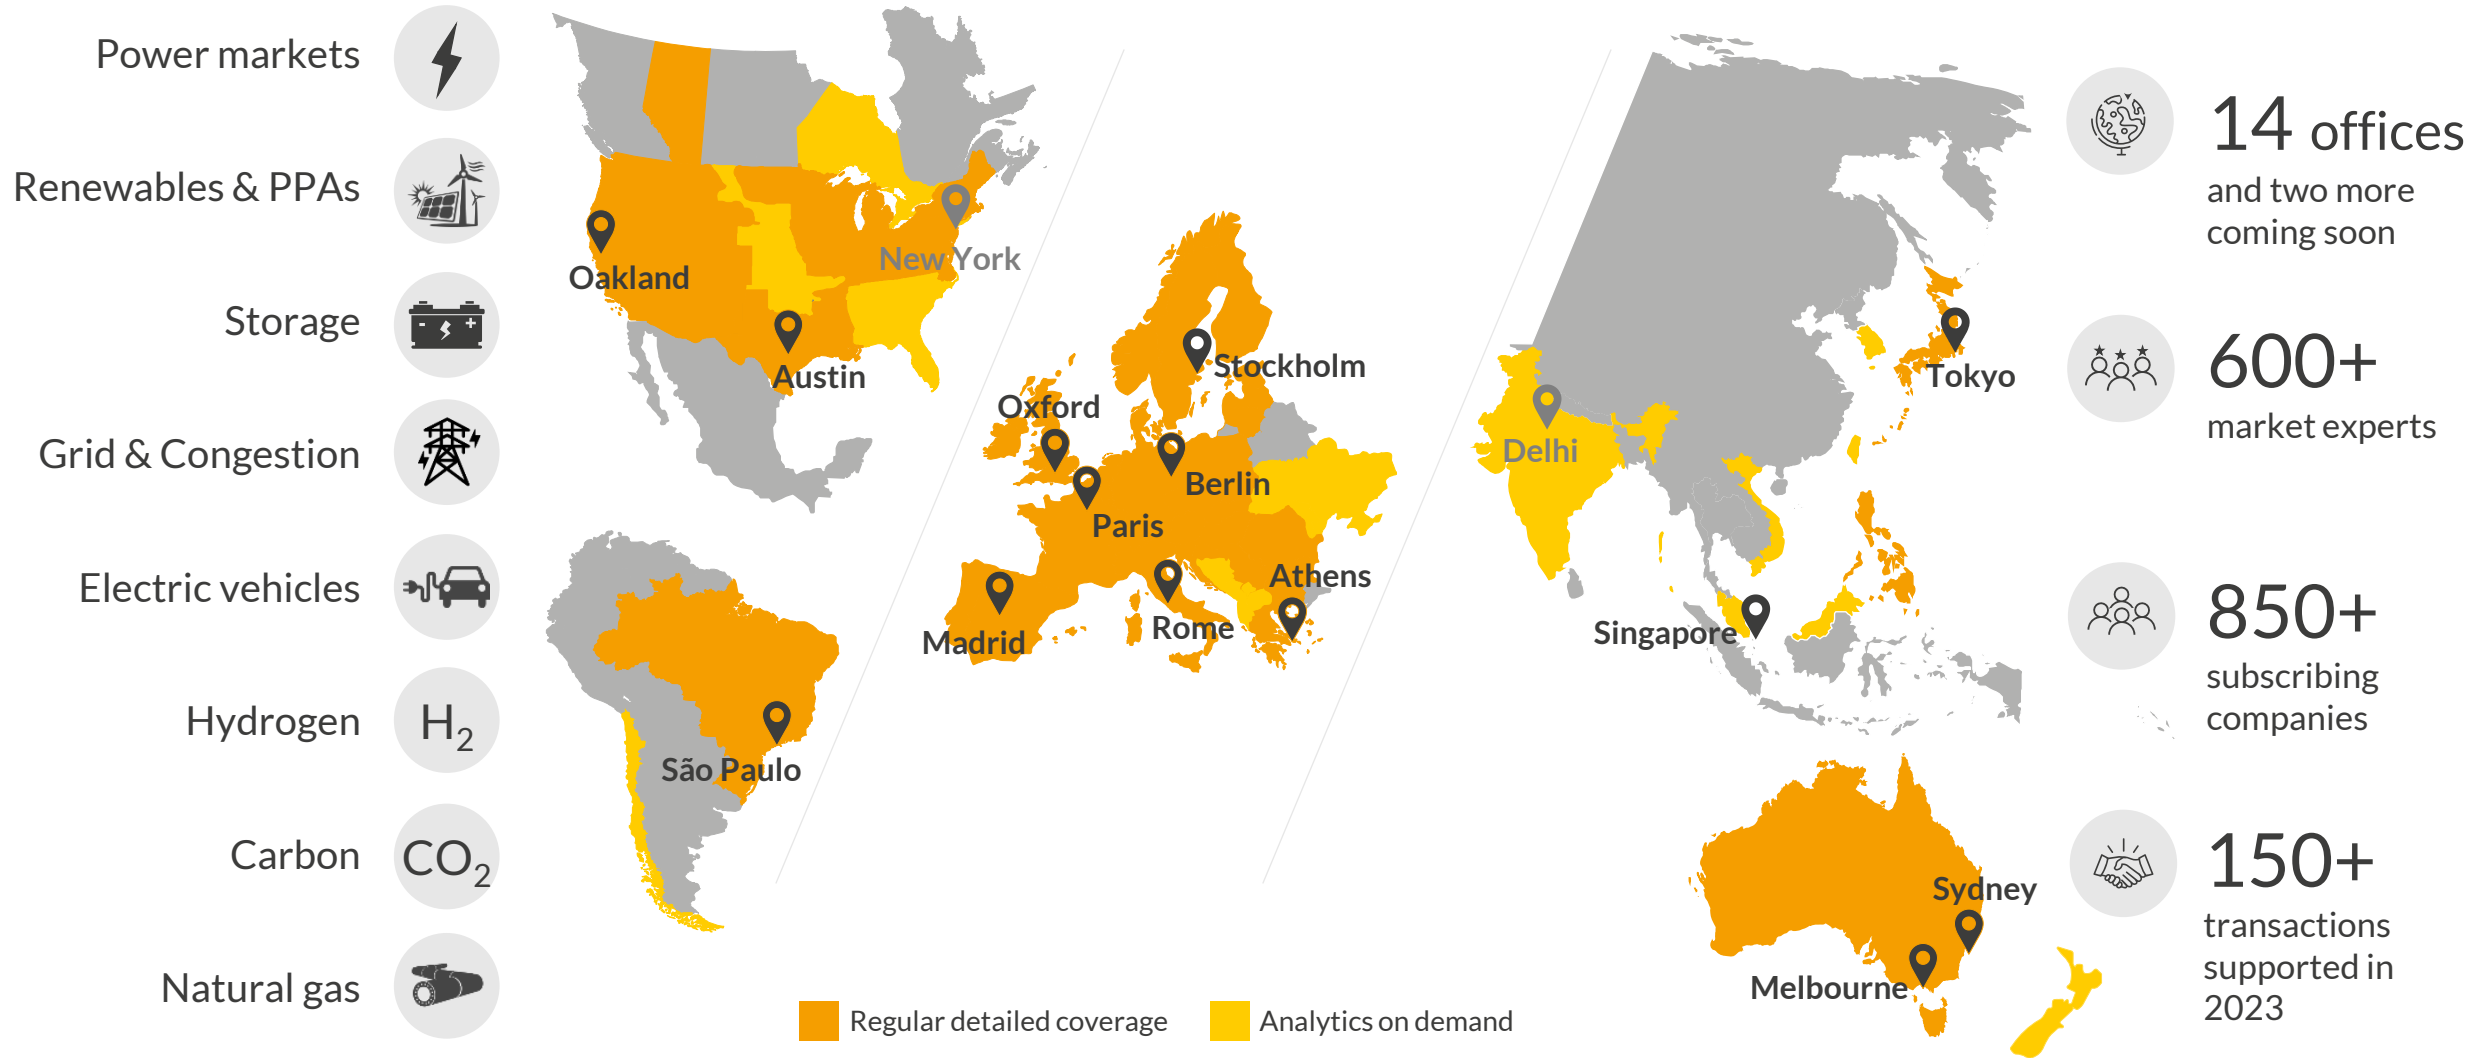 Power markets
Renewables & PPAs
Storage
Grid & Congestion
Electric vehicles
Hydrogen
H2
Carbon
CO2
Natural gas
Oakland
New York
Austin
São Paulo
Stockholm
Oxford
Berlin
Paris
Athens
Madrid
Rome
Delhi
Tokyo
Singapore
Sydney
Melbourne
Regular detailed coverage
Analytics on demand
14 offices
and two more
coming soon
600+
market experts
850+
subscribing
companies
150+
transactions
supported in
2023